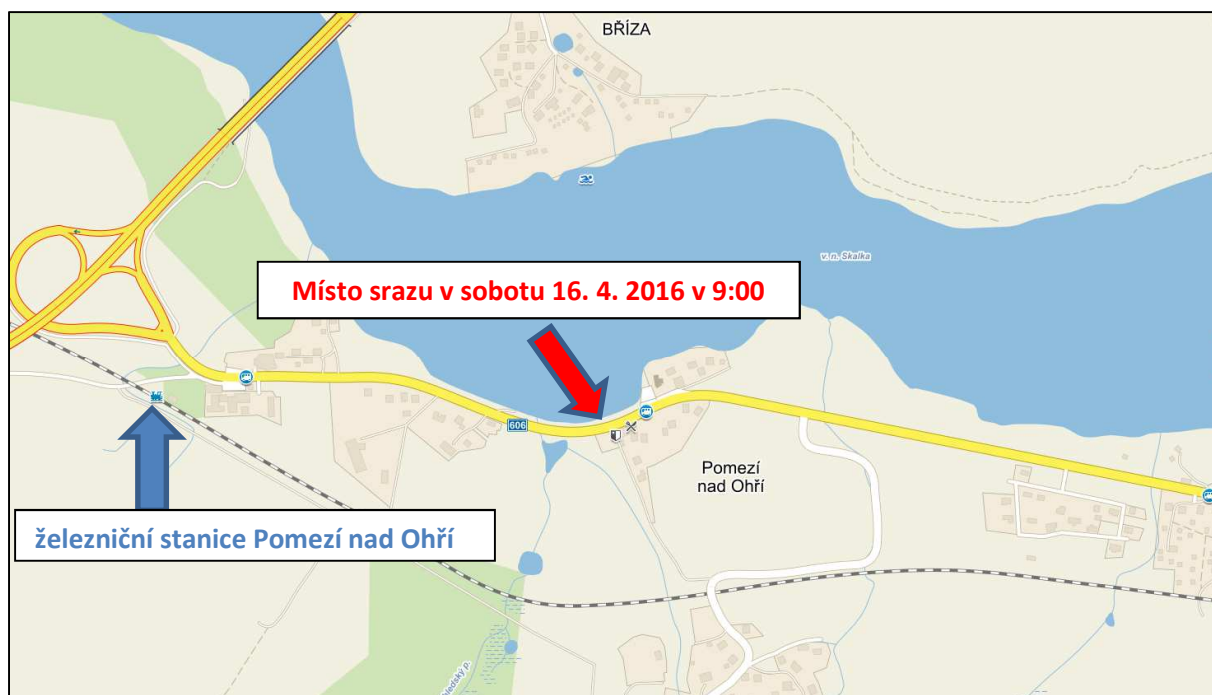 BŘÍZA
v. n. Skalka
Místo srazu v sobotu 16. 4. 2016 v 9:00
606
Pomezí
nad Ohří
železniční stanice Pomezí nad Ohří